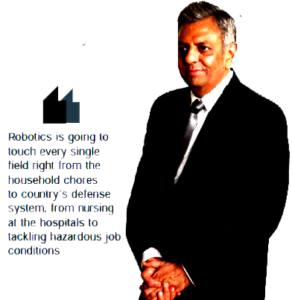 Robotics is going to
touch every single
field right from the
household chores
to country's defense
system, from nursing
at the hospitals to
tackling hazardous job
conditions